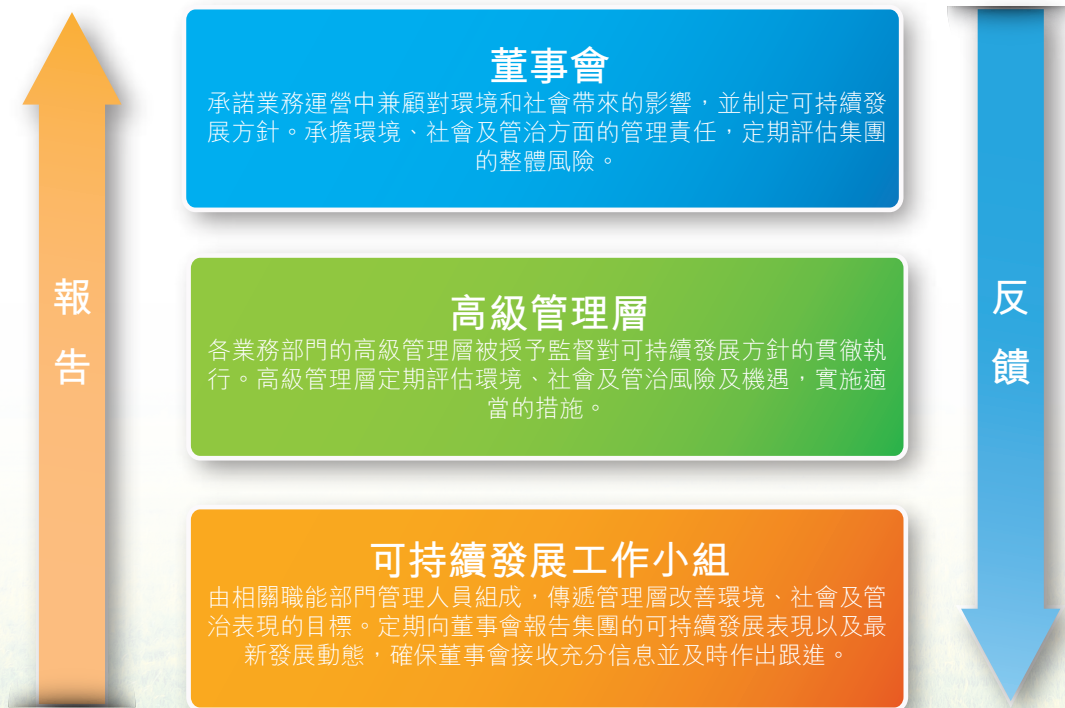 董事會
承諾業務運營中兼顧對環境和社會帶來的影響，並制定可持續發
展方針。承擔環境、社會及管治方面的管理責任，定期評估集團
的整體風險。
報
告
高級管理層
各業務部門的高級管理層被授予監督對可持續發展方針的貫徹執
行。高級管理層定期評估環境、社會及管治風險及機遇，實施適
當的措施。
反
饋
可持續發展工作小組
由相關職能部門管理人員組成，傳遞管理層改善環境、社會及管
治表現的目標。定期向董事會報告集團的可持續發展表現以及最
新發展動態，確保董事會接收充分信息並及時作出跟進。